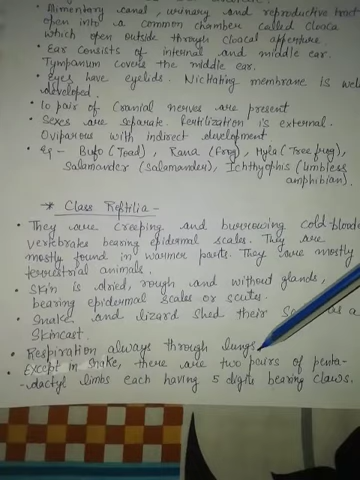 • Alimentary canal, urinary and reproductive tract
open into a common chamber called Cloaca
which open outside through Cloacal apperture.
• Ear consists of internal and middle ear.
Tympanum covers the middle ear.
• eyes have eyelids. Nictitating membrane is well
developed.
• 10 pair of Cranial nerves are present
• Sexes are separate. Fertilization is external.
Oviparous with indirect development
• eg - Bufo (Toad), Rana (frog), Hyla (Tree frog),
Salamander (Salamander), Ichthyophis (limbless
amphibian).
* Class Reptilia -
• They are creeping and burrowing cold-blooded
vertebrates bearing epidermal scales. They are
mostly found in warmer parts. They are mostly
terrestrial animals.
• Skin is dried, rough and without glands,
bearing epidermal scales or scutes.
• Snake and lizard shed their as a
Skincast.
• Respiration always through lungs.
• Except in snake, there are two pairs of penta-
-dactyl limbs each having 5 digits bearing claws.